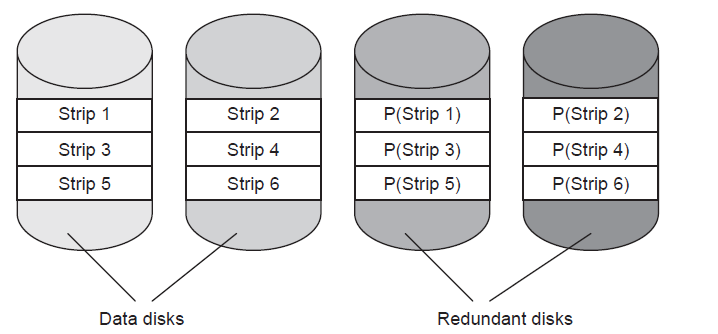 Strip 1 Strip 2 P(Strip 1) P(Strip 2)
Strip 3 Strip 4 P(Strip 3) P(Strip 4)
Strip 5 Strip 6 P(Strip 5) P(Strip 6)
Data disks Redundant disks